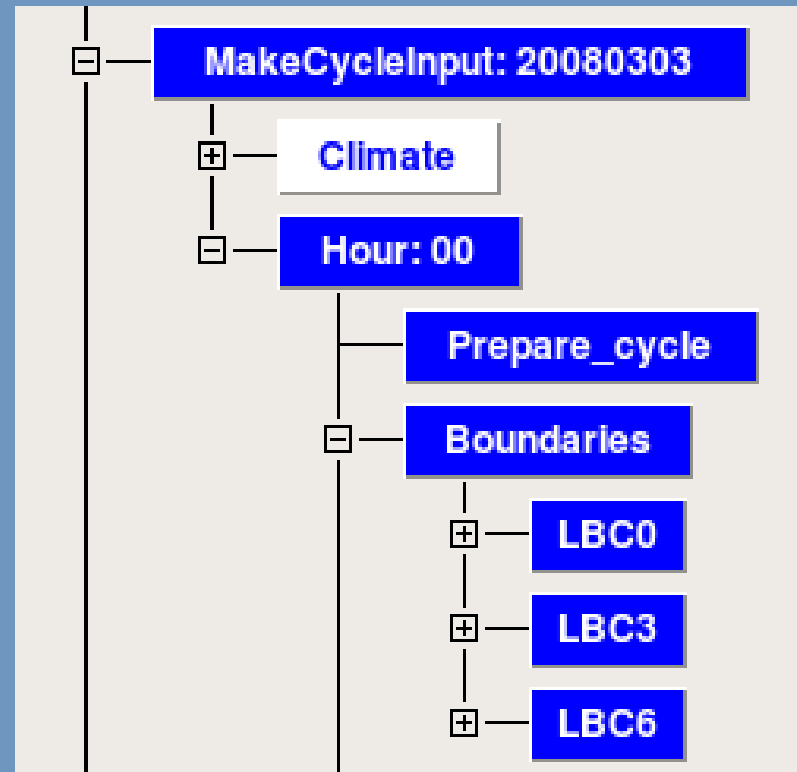 MakeCycleInput: 20080303
Climate
Hour: 00
Prepare_cycle
Boundaries
LBC0
LBC3
LBC6